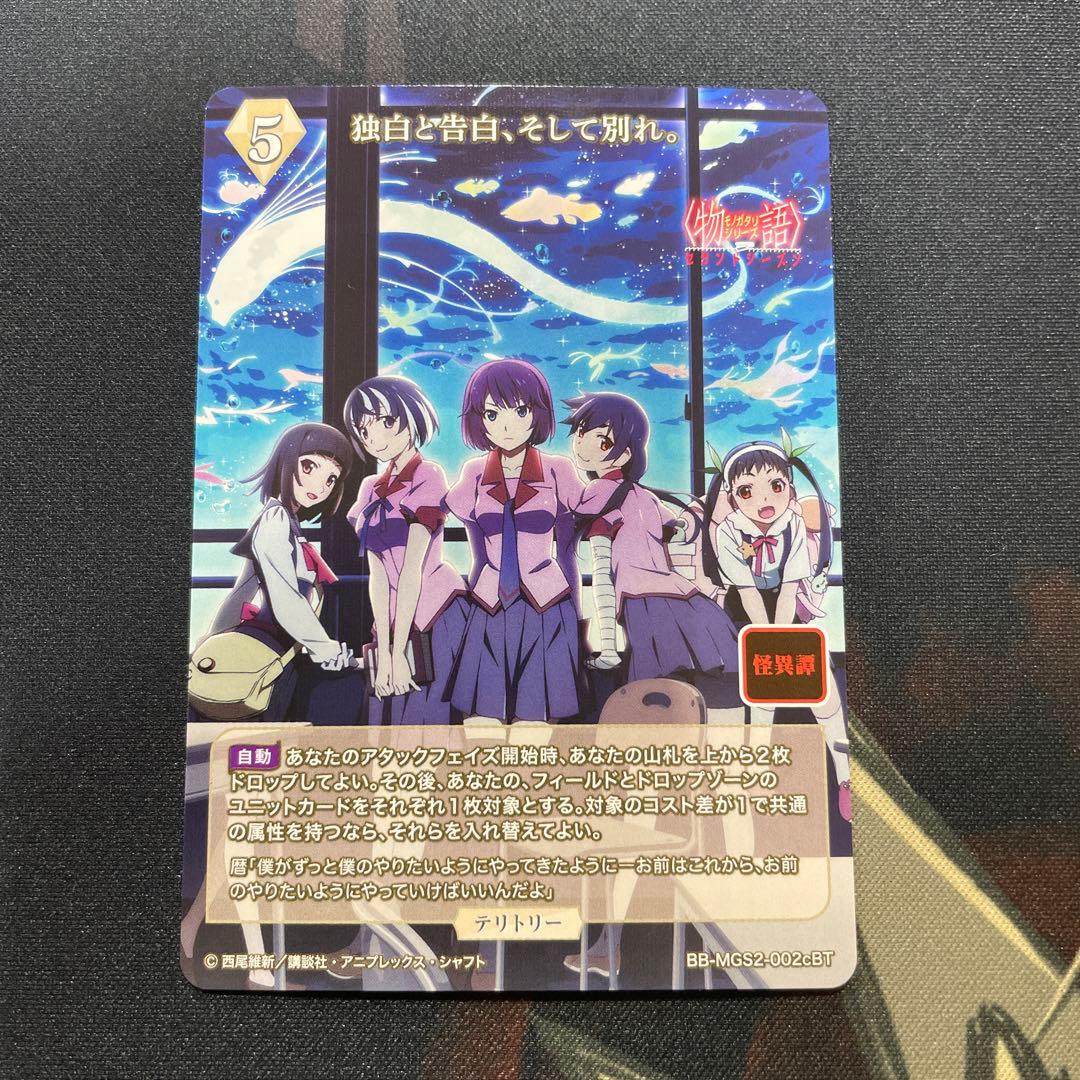 5
独白と告白、そして別れ。
〈物語〉
モノガタリ
シリーズ
セカンドシーズン
怪異譚
自動 あなたのアタックフェイズ開始時、あなたの山札を上から2枚
ドロップしてよい。その後、あなたの、フィールドとドロップゾーンの
ユニットカードをそれぞれ1枚対象とする。対象のコスト差が1で共通
の属性を持つなら、それらを入れ替えてよい。
暦「僕がずっと僕のやりたいようにやってきたように―お前はこれから、お前
のやりたいようにやっていけばいいんだよ」
テリトリー
© 西尾維新／講談社・アニプレックス・シャフト
BB-MGS2-002cBT